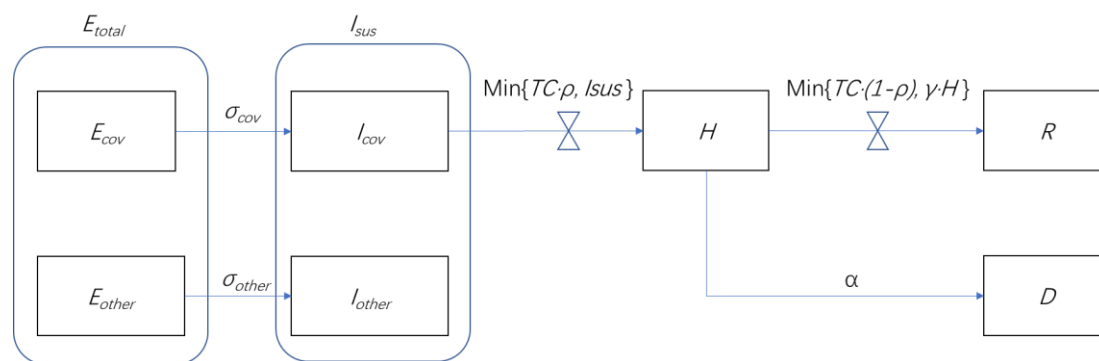 E_total
I_sus
Min{TC·ρ, Isus}
Min{TC·(1-ρ), γ·H}
E_cov
σ_cov
I_cov
H
R
E_other
σ_other
I_other
α
D